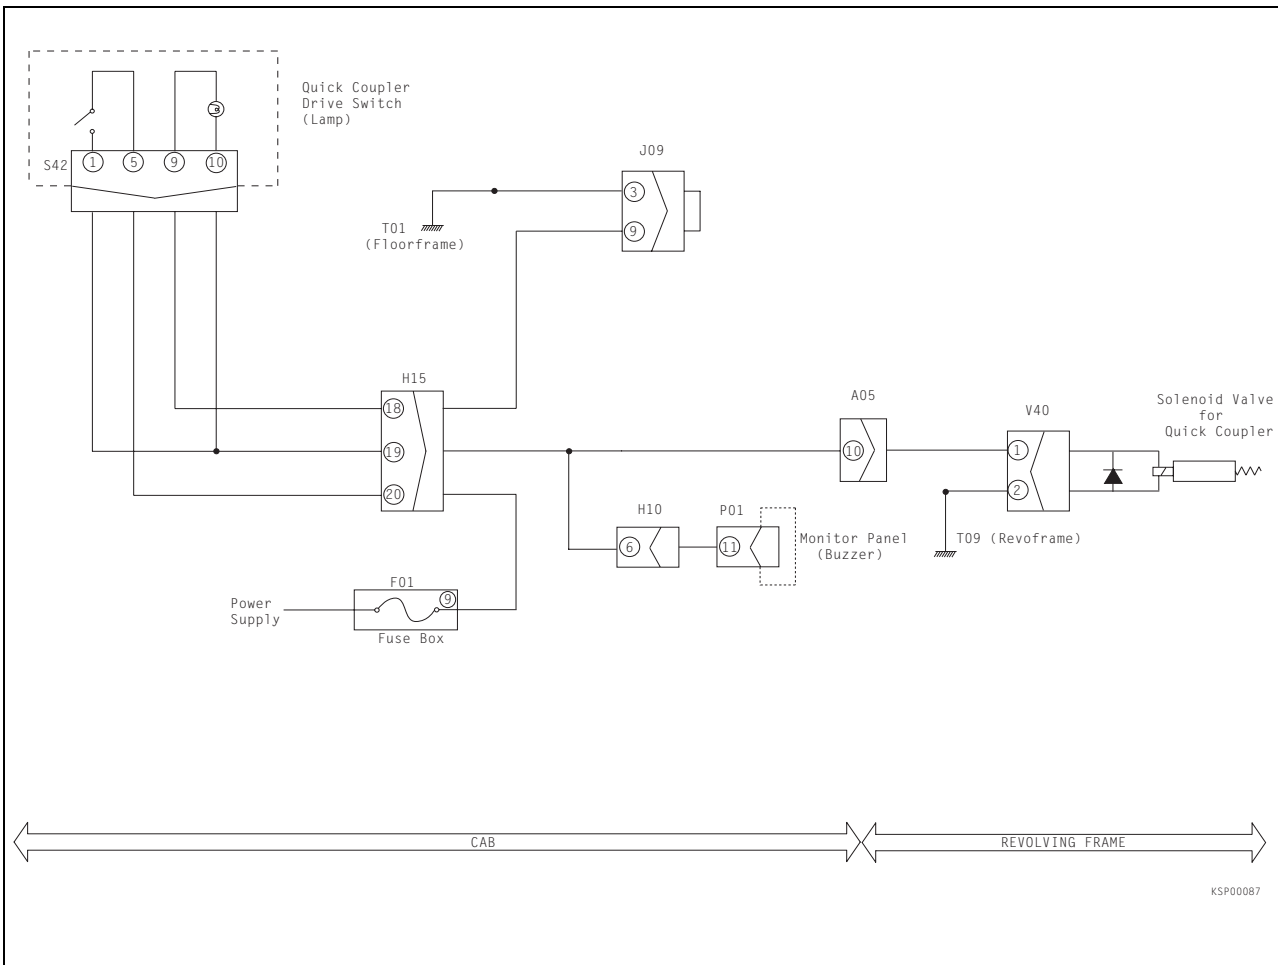 Quick Coupler
Drive Switch
(Lamp)
S42
1 5 9 10
J09
3
9
T01
(Floorframe)
H15
18
19
20
A05
10
V40
1
2
Solenoid Valve
for
Quick Coupler
H10
6
P01
11
Monitor Panel
(Buzzer)
T09 (Revoframe)
F01
9
Power
Supply
Fuse Box
CAB
REVOLVING FRAME
KSP00087